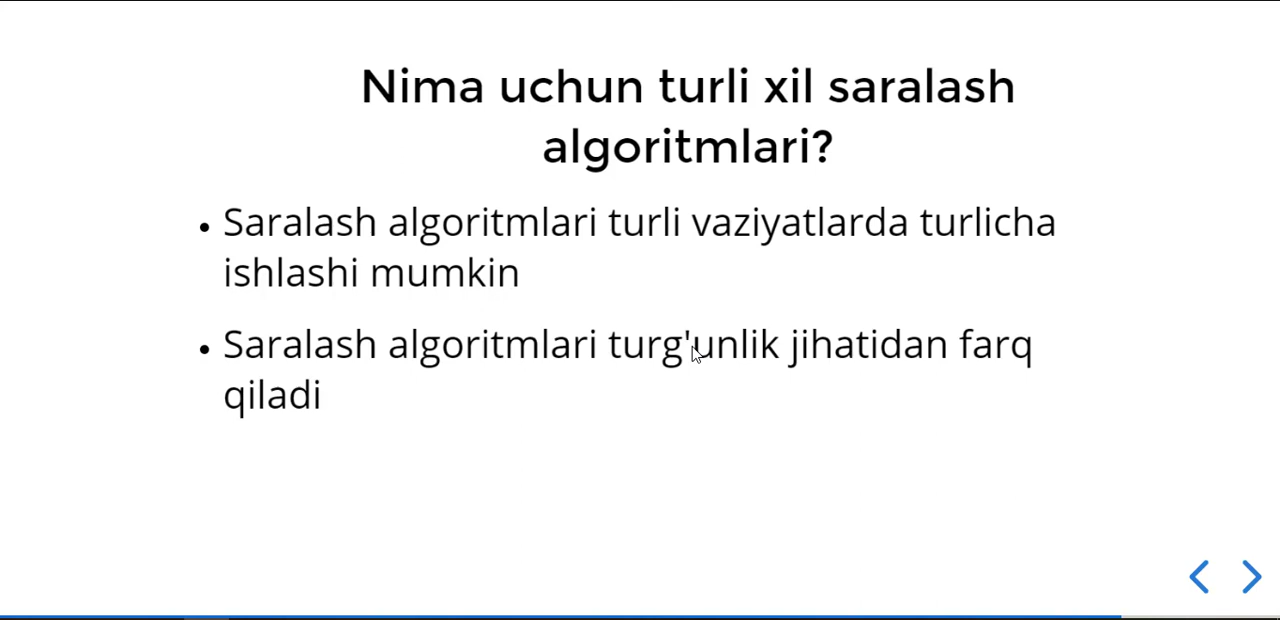 Nima uchun turli xil saralash
algoritmlari?
• Saralash algoritmlari turli vaziyatlarda turlicha
ishlashi mumkin
• Saralash algoritmlari turg'unlik jihatidan farq
qiladi